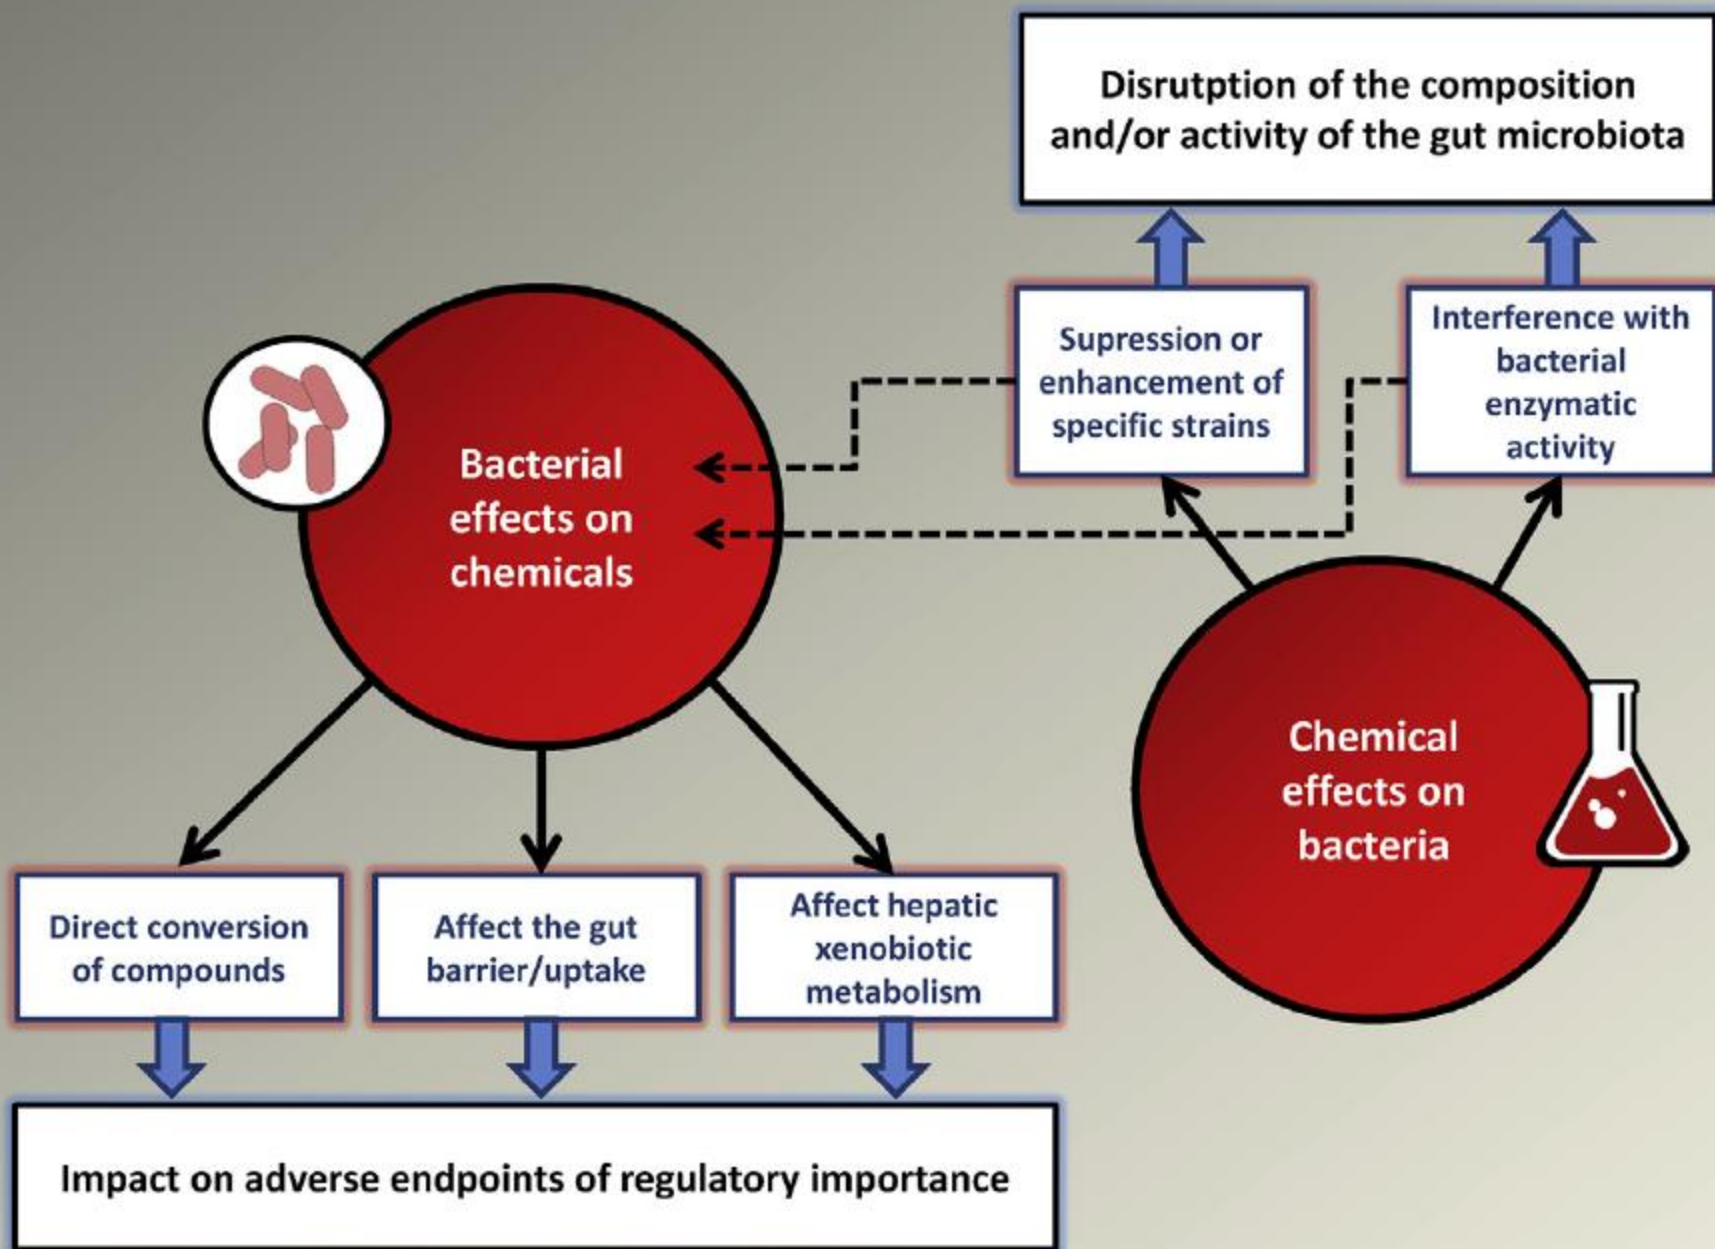 Disrutption of the composition
and/or activity of the gut microbiota
Supression or
enhancement of
specific strains
Interference with
bacterial
enzymatic
activity
Bacterial
effects on
chemicals
Chemical
effects on
bacteria
Direct conversion
of compounds
Affect the gut
barrier/uptake
Affect hepatic
xenobiotic
metabolism
Impact on adverse endpoints of regulatory importance